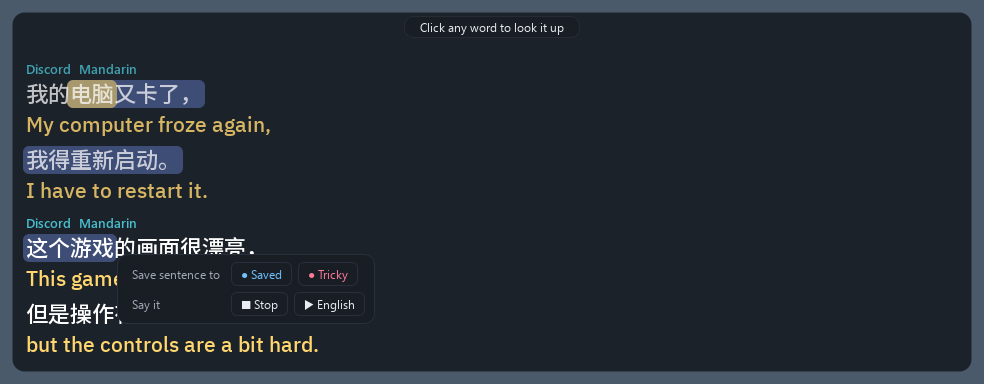 Click any word to look it up
Discord Mandarin
我的电脑又卡了，
My computer froze again,
我得重新启动。
I have to restart it.
Discord Mandarin
这个游戏的画面很漂亮，
This game
Save sentence to ● Saved ● Tricky
Say it ■ Stop ▶ English
但是操作
but the controls are a bit hard.